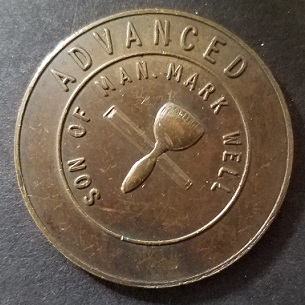 ADVANCED
SON OF MAN. MARK WELL